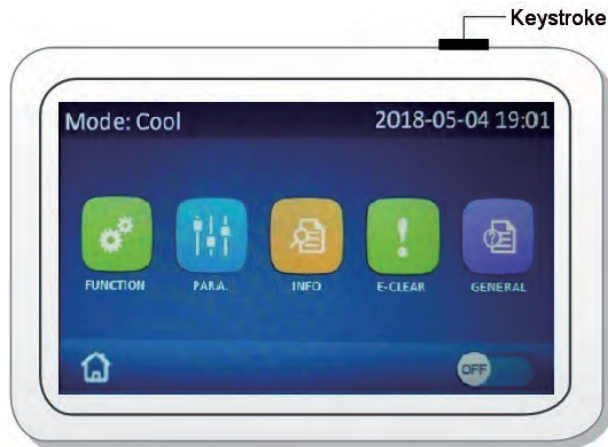 Keystroke
Mode: Cool 2018-05-04 19:01
FUNCTION PARA. INFO E-CLEAR GENERAL
OFF